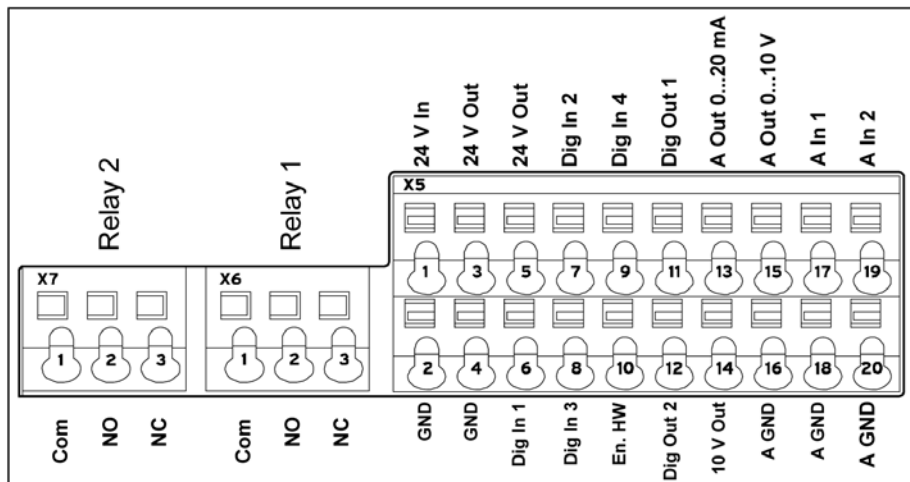 24 V In
24 V Out
24 V Out
Dig In 2
Dig In 4
Dig Out 1
A Out 0...20 mA
A Out 0...10 V
A In 1
A In 2
Relay 2
Relay 1
X5
1 3 5 7 9 11 13 15 17 19
X7
X6
1 2 3
1 2 3
2 4 6 8 10 12 14 16 18 20
Com
NO
NC
Com
NO
NC
GND
GND
Dig In 1
Dig In 3
En. HW
Dig Out 2
10 V Out
A GND
A GND
A GND